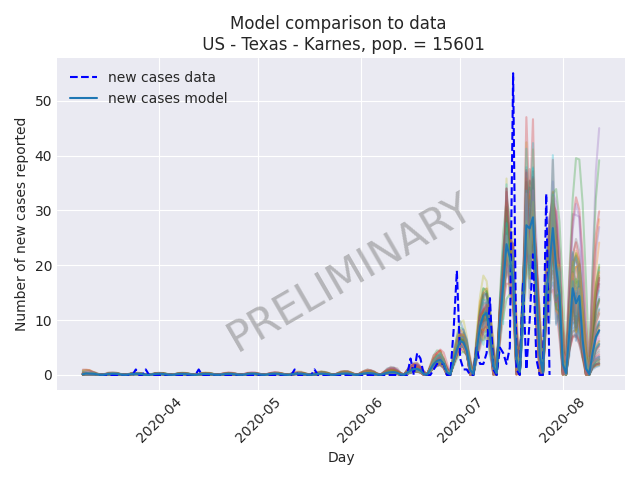 Model comparison to data
US - Texas - Karnes, pop. = 15601
new cases data
new cases model
PRELIMINARY
Number of new cases reported
50
40
30
20
10
0
2020-04
2020-05
2020-06
2020-07
2020-08
Day